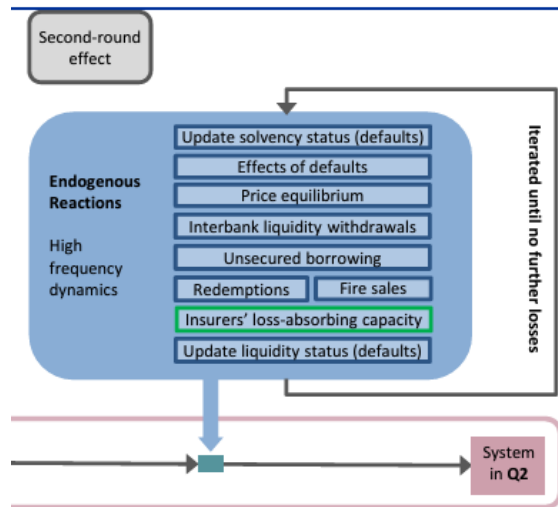 Second-round
effect
Update solvency status (defaults)
Effects of defaults
Endogenous
Reactions
Price equilibrium
Interbank liquidity withdrawals
High
frequency
dynamics
Unsecured borrowing
Redemptions
Fire sales
Insurers' loss-absorbing capacity
Update liquidity status (defaults)
Iterated until no further losses
System
in Q2